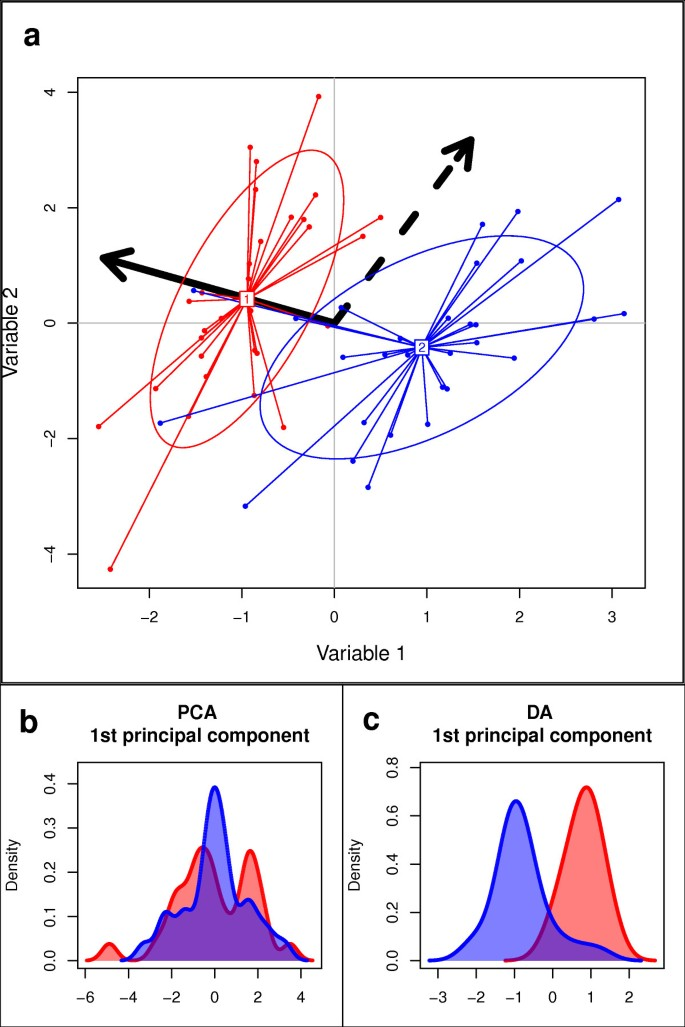 a
4
2
0
−2
−4
Variable 2
1
2
−2 −1 0 1 2 3
Variable 1
b
PCA
1st principal component
0.4
0.3
0.2
0.1
0.0
Density
−6 −4 −2 0 2 4
c
DA
1st principal component
0.8
0.6
0.4
0.2
0.0
Density
−3 −2 −1 0 1 2